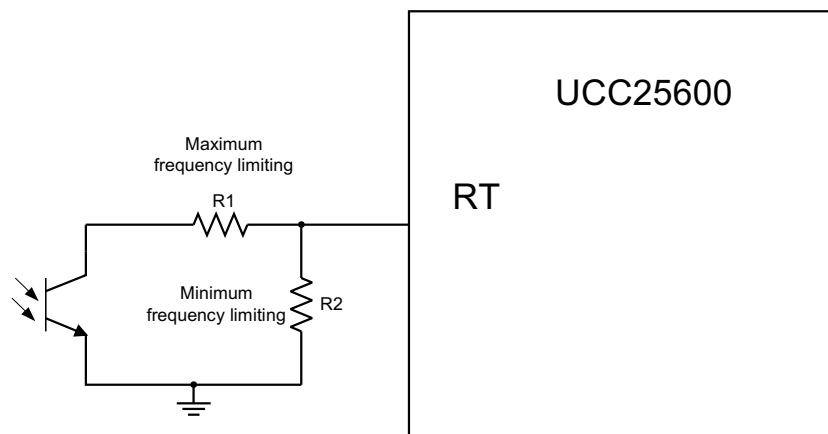 UCC25600
Maximum
frequency limiting
R1
RT
Minimum
frequency limiting
R2